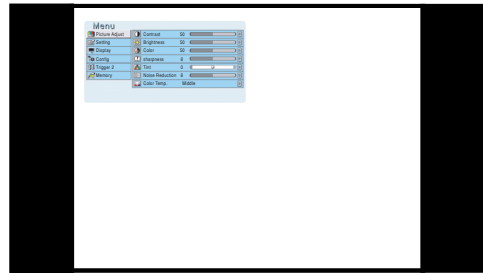 Menu
Picture Adjust
Setting
Display
Config
Trigger 2
Memory
Contrast 50
Brightness 50
Color 50
sharpness 8
Tint 0
Noise Reduction 8
Color Temp. Middle